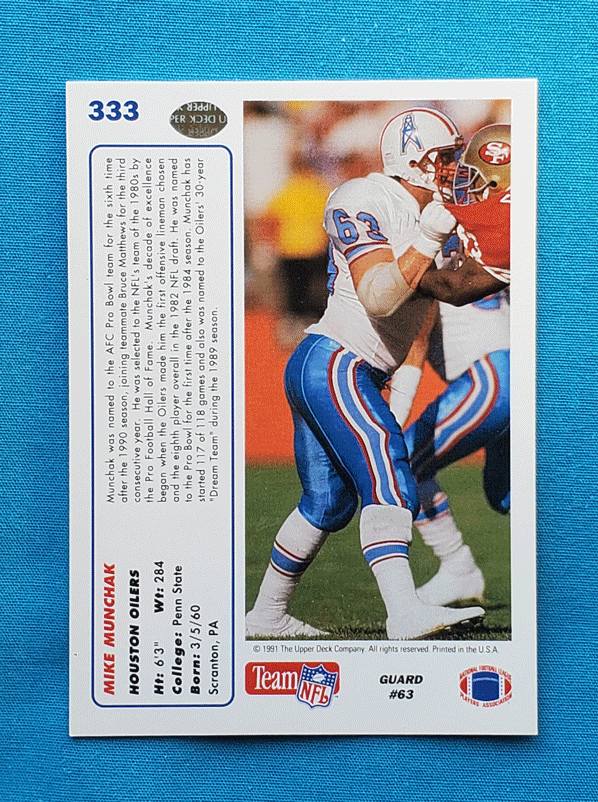 333
MIKE MUNCHAK
HOUSTON OILERS
Ht: 6'3" Wt: 284
College: Penn State
Born: 3/5/60
Scranton, PA
Munchak was named to the AFC Pro Bowl team for the sixth time
after the 1990 season, joining teammate Bruce Matthews for the third
consecutive year. He was selected to the NFL's team of the 1980s by
the Pro Football Hall of Fame. Munchak's decade of excellence
began when the Oilers made him the first offensive lineman chosen
and the eighth player overall in the 1982 NFL draft. He was named
to the Pro Bowl for the first time after the 1984 season. Munchak has
started 117 of 118 games and also was named to the Oilers' 30-year
"Dream Team" during the 1989 season.
63
SF
© 1991 The Upper Deck Company. All rights reserved. Printed in the U.S.A.
Team NFL
GUARD
#63
NATIONAL FOOTBALL LEAGUE
PLAYERS ASSOCIATION